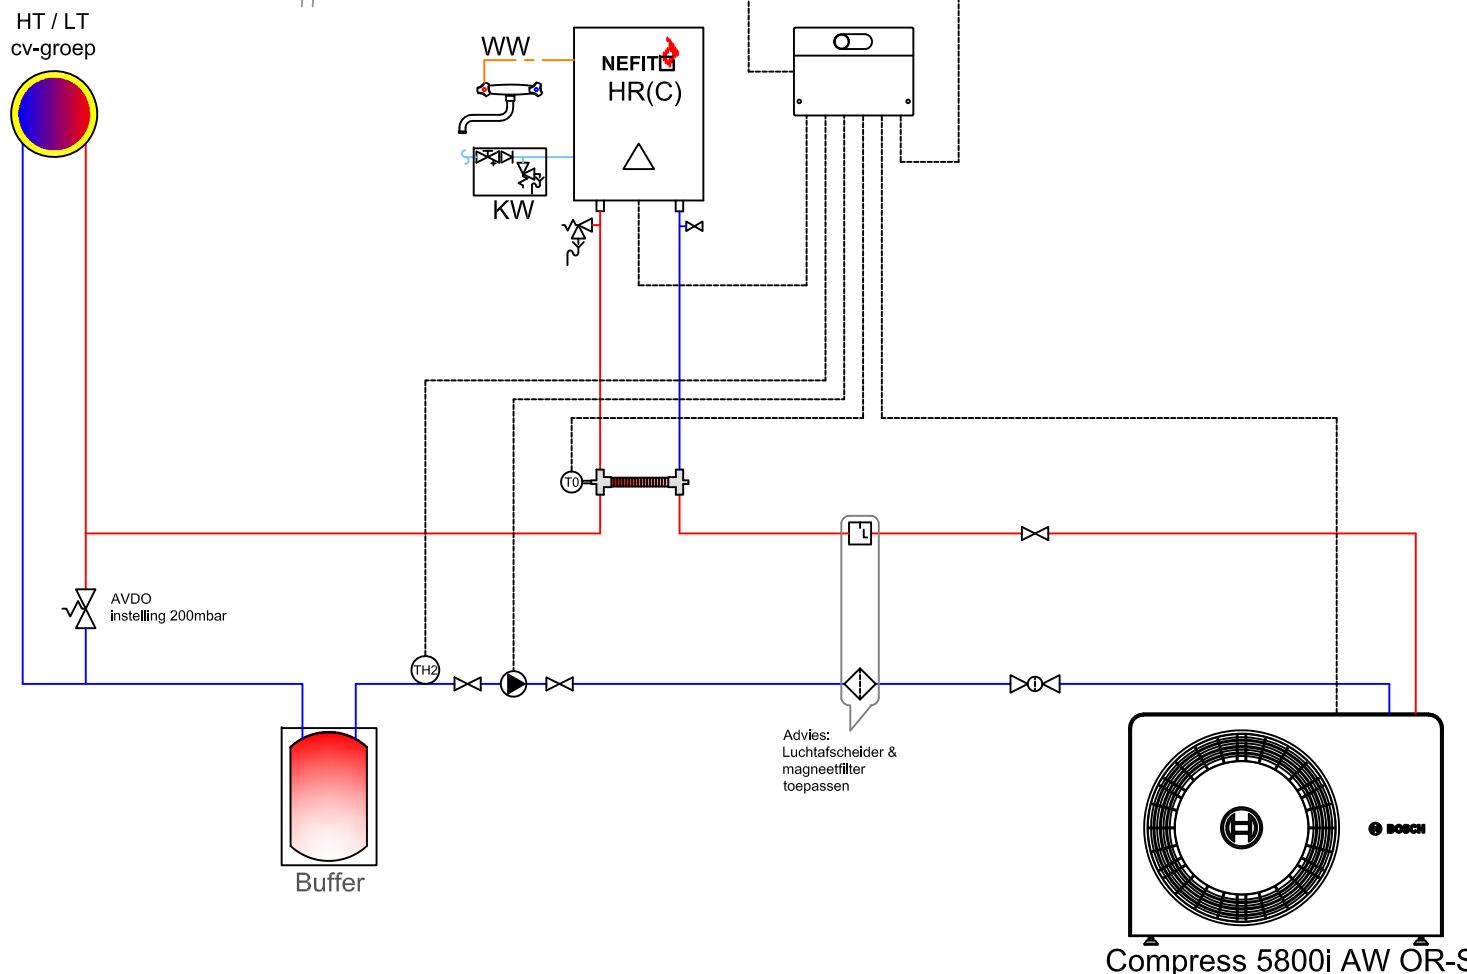 HT / LT
cv-groep
WW
NEFIT
HR(C)
KW
T0
L
AVDO
instelling 200mbar
TH2
Advies:
Luchtafscheider &
magneetfilter
toepassen
Buffer
BOSCH
Compress 5800i AW OR-S